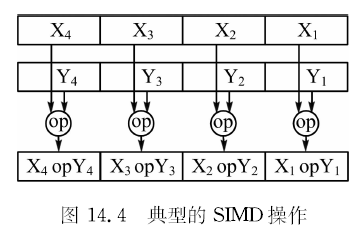 X₄ X₃ X₂ X₁
Y₄ Y₃ Y₂ Y₁
op op op op
X₄ opY₄ X₃ opY₃ X₂ opY₂ X₁ opY₁
图 14.4 典型的 SIMD 操作